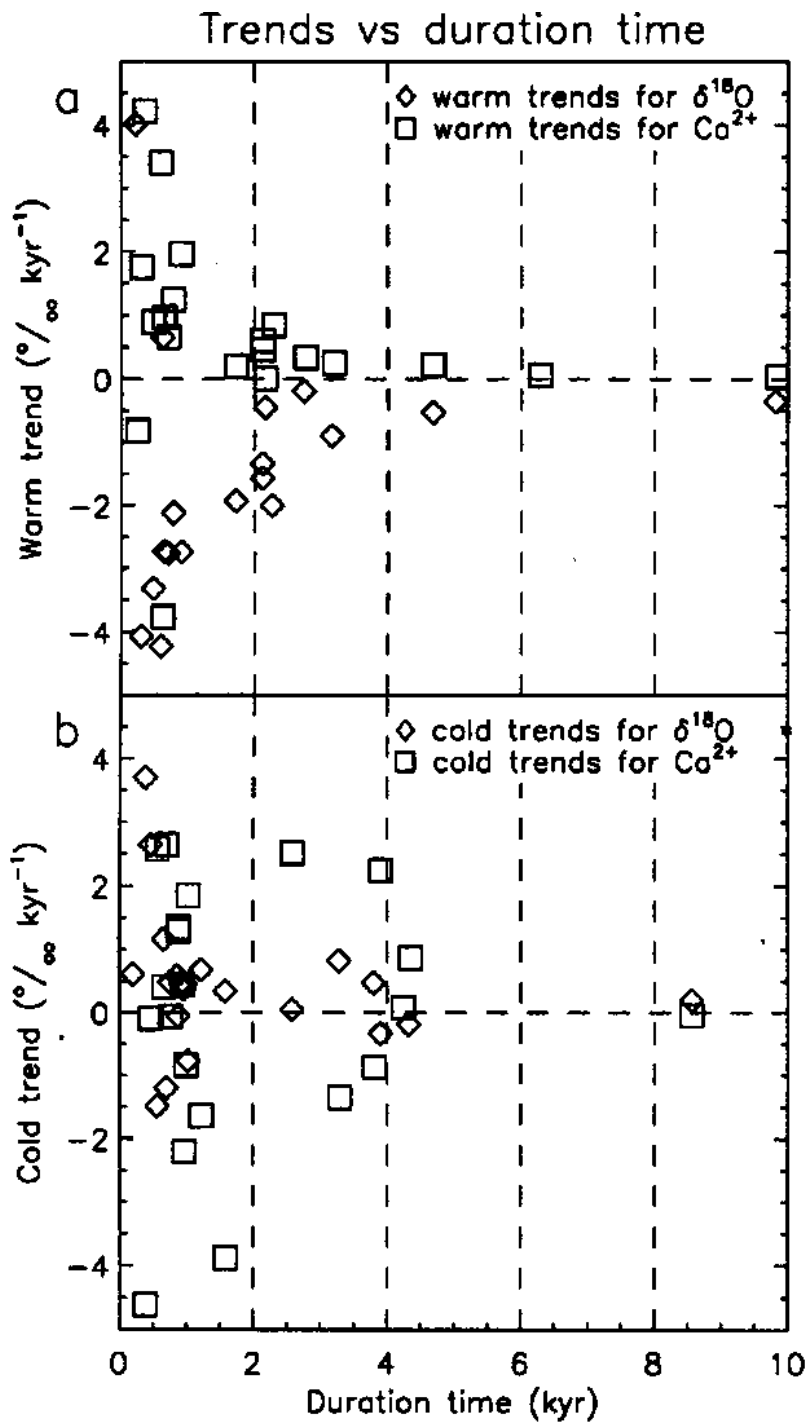 Trends vs duration time
a
◇ warm trends for δ¹⁸O
□ warm trends for Ca²⁺
4
2
0
−2
−4
Warm trend (°/∞ kyr⁻¹)
b
◇ cold trends for δ¹⁸O
□ cold trends for Ca²⁺
4
2
0
−2
−4
Cold trend (°/∞ kyr⁻¹)
0 2 4 6 8 10
Duration time (kyr)